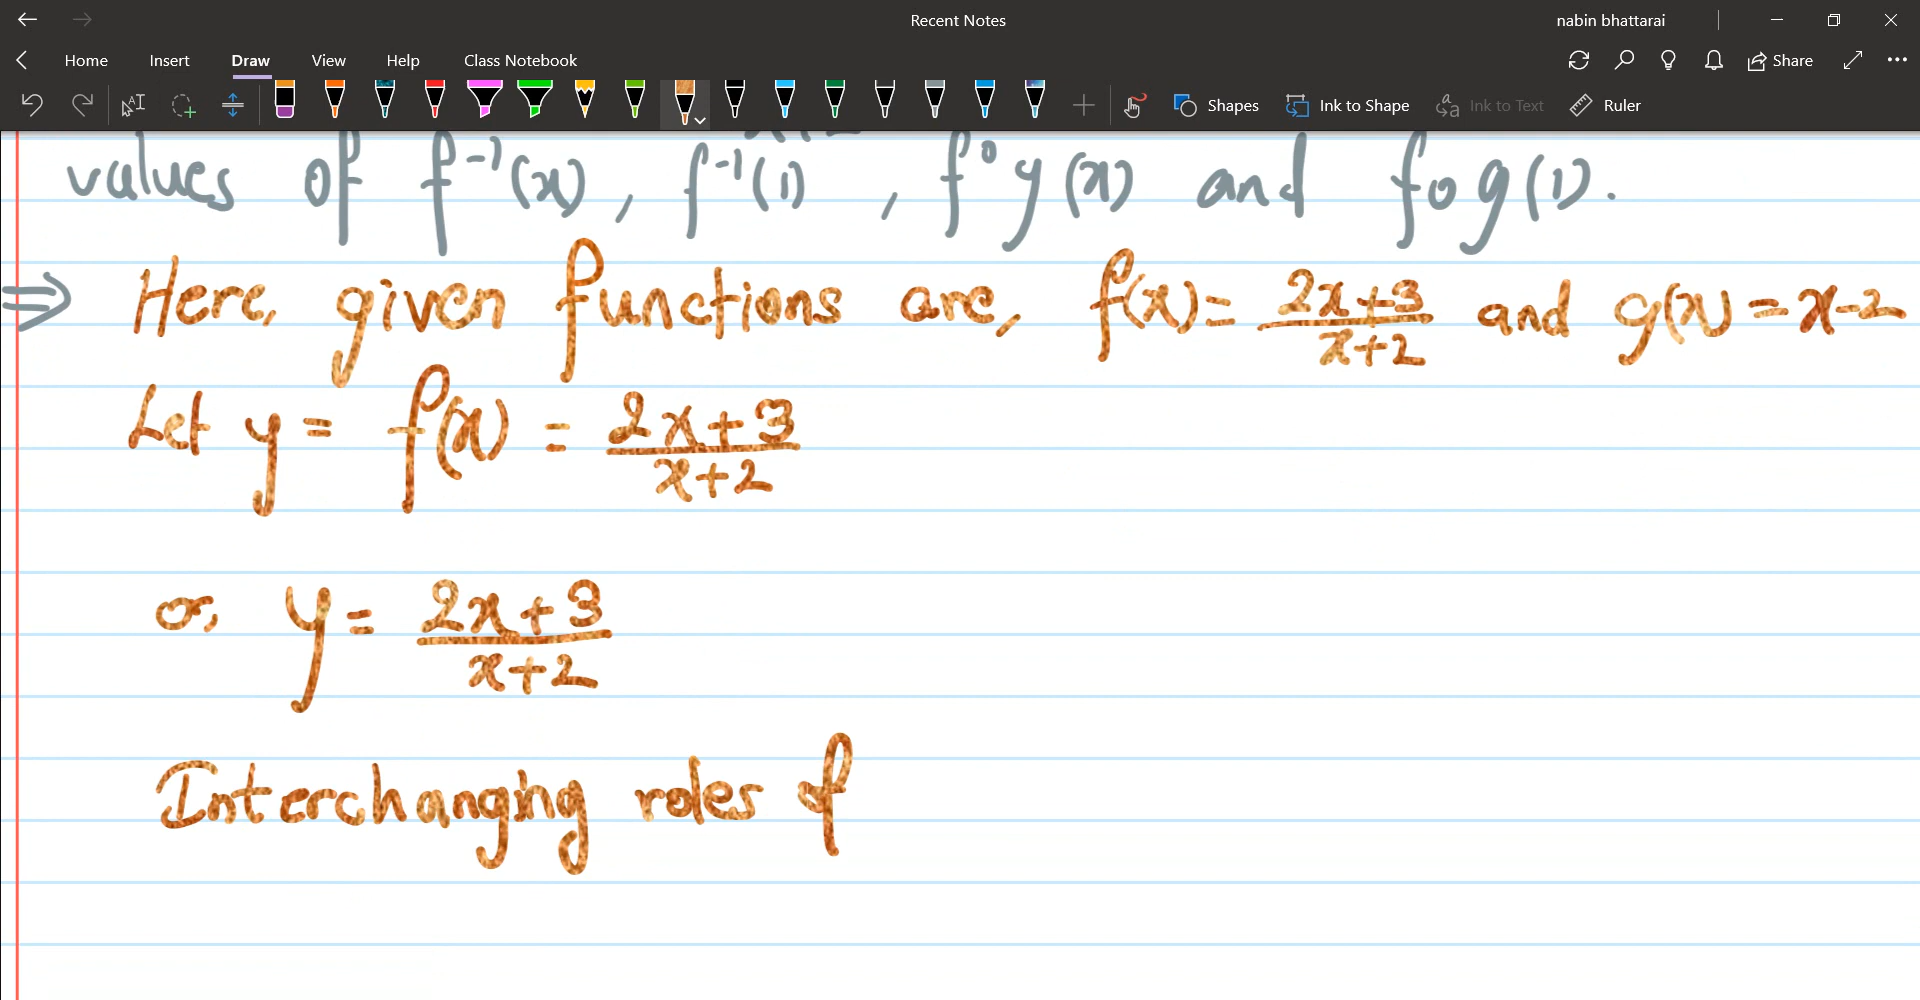 Recent Notes
nabin bhattarai
Home Insert Draw View Help Class Notebook
Share
Shapes Ink to Shape Ink to Text Ruler
values of f⁻¹(x), f⁻¹(1), fog(x) and fog(1).
⇒ Here, given functions are, f(x)= (2x+3)/(x+2) and g(x)=x-2
Let y = f(x) = (2x+3)/(x+2)
or, y = (2x+3)/(x+2)
Interchanging roles of